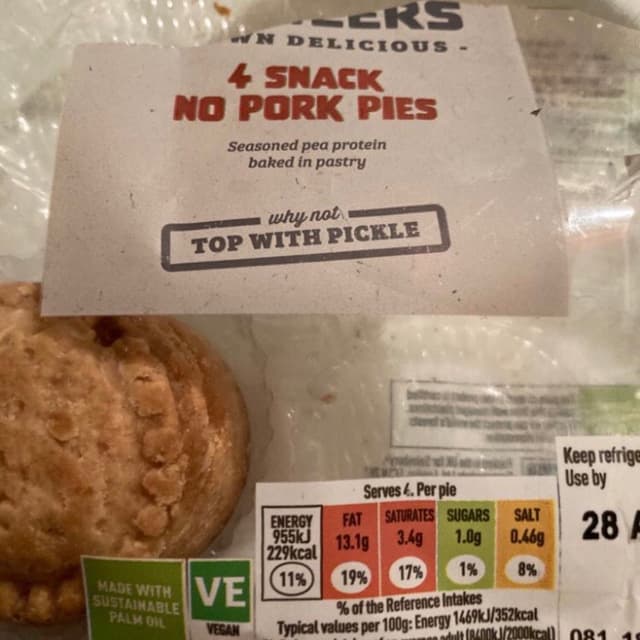 WN DELICIOUS -
4 SNACK
NO PORK PIES
Seasoned pea protein
baked in pastry
why not
TOP WITH PICKLE
Keep refrige
Use by
28 A
Serves 4. Per pie
ENERGY
955kJ
229kcal
11%
FAT
13.1g
19%
SATURATES
3.4g
17%
SUGARS
1.0g
1%
SALT
0.46g
8%
% of the Reference Intakes
Typical values per 100g: Energy 1469kJ/352kcal
(8400kJ/2000kcal)
MADE WITH
SUSTAINABLE
PALM OIL
VE
VEGAN
081